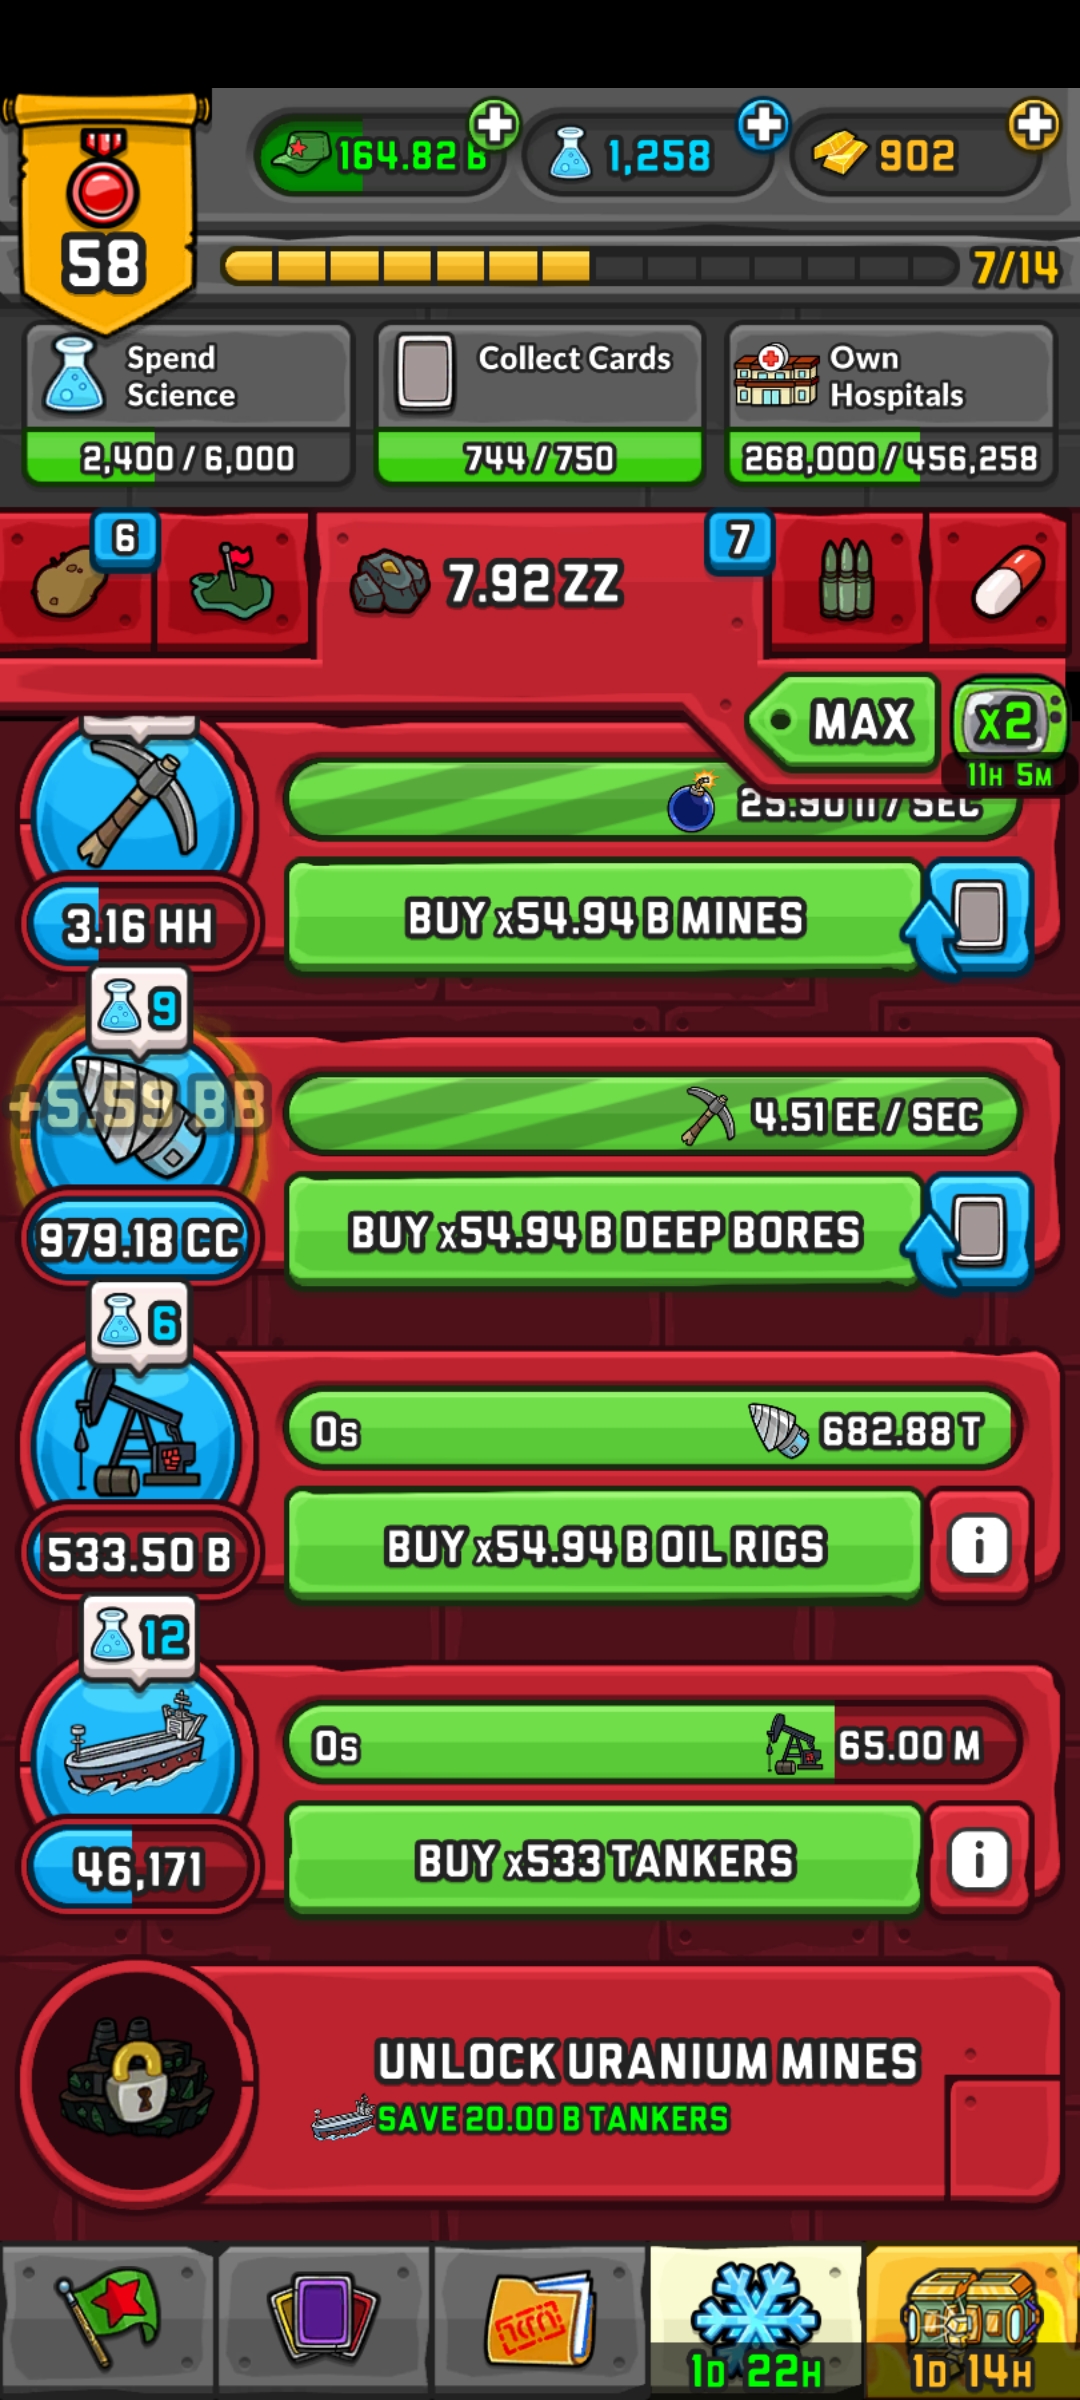 164.82 B
1,258
902
58
7/14
Spend
Science
2,400 / 6,000
Collect Cards
744 / 750
Own
Hospitals
268,000 / 456,258
6
7.92 ZZ
7
MAX
x2
11H 5M
25.90 II / SEC
3.16 HH
BUY x54.94 B MINES
9
+5.59 BB
4.51 EE / SEC
979.18 CC
BUY x54.94 B DEEP BORES
6
0s
682.88 T
533.50 B
BUY x54.94 B OIL RIGS
i
12
0s
65.00 M
46,171
BUY x533 TANKERS
i
UNLOCK URANIUM MINES
SAVE 20.00 B TANKERS
1D 22H
1D 14H